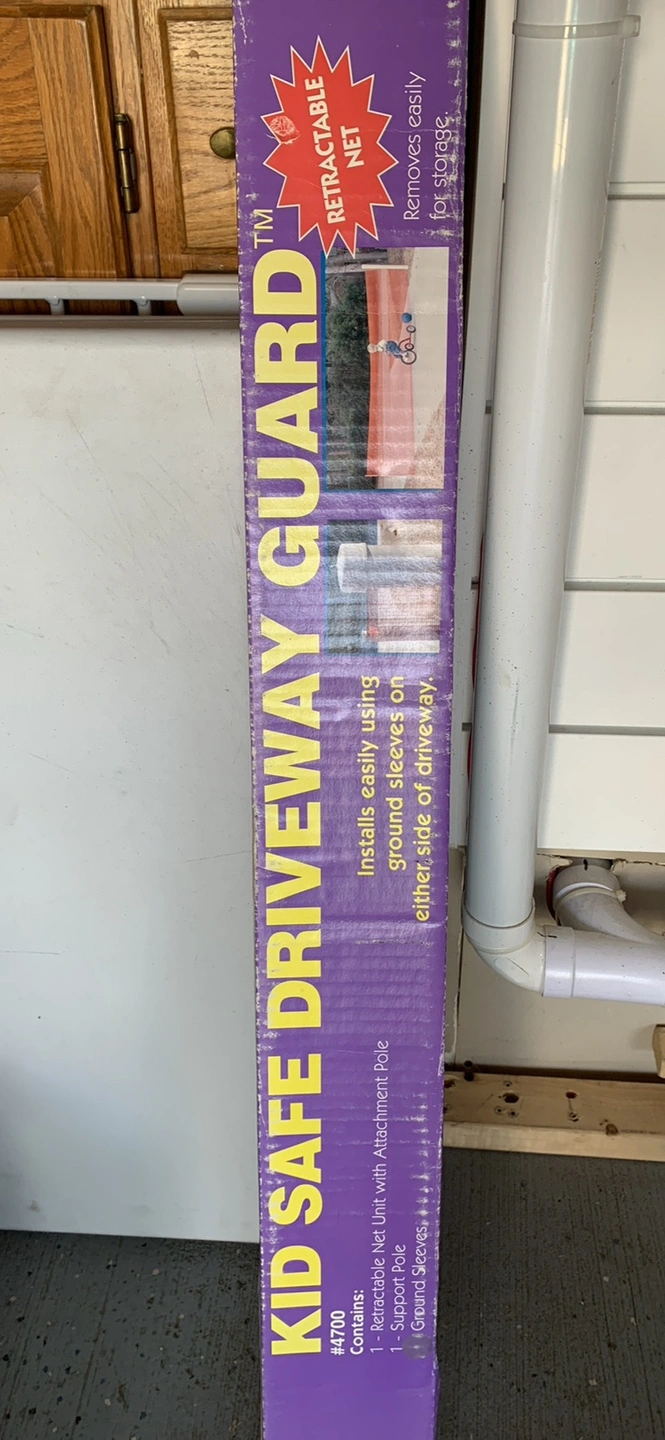 KID SAFE DRIVEWAY GUARD™
RETRACTABLE
NET
Removes easily
for storage.
Installs easily using
ground sleeves on
either side of driveway.
#4700
Contains:
1 - Retractable Net Unit with Attachment Pole
1 - Support Pole
Ground Sleeves